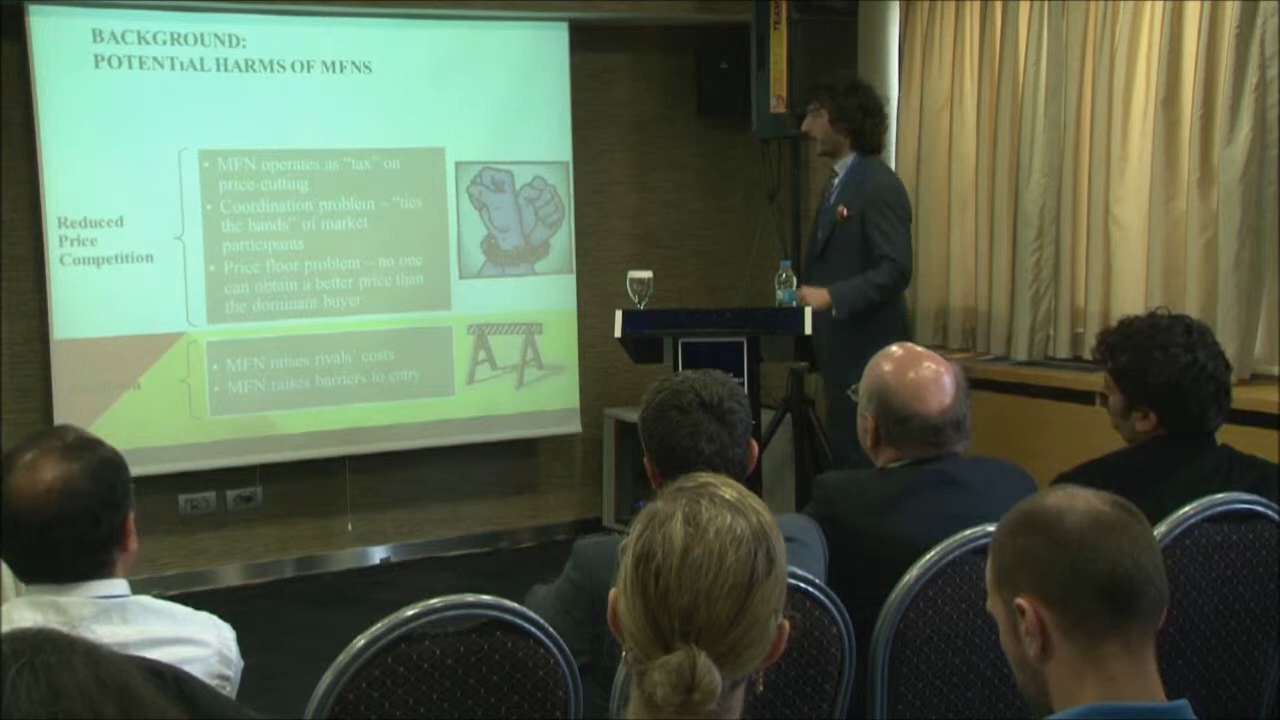 BACKGROUND:
POTENTıAL HARMS OF MFNS
• MFN operates as “tax” on
price-cutting
• Coordination problem – “ties
the hands” of market
participants
• Price floor problem – no one
can obtain a better price than
the dominant buyer
Reduced
Price
Competition
• MFN raises rivals’ costs
• MFN raises barriers to entry
TEAM